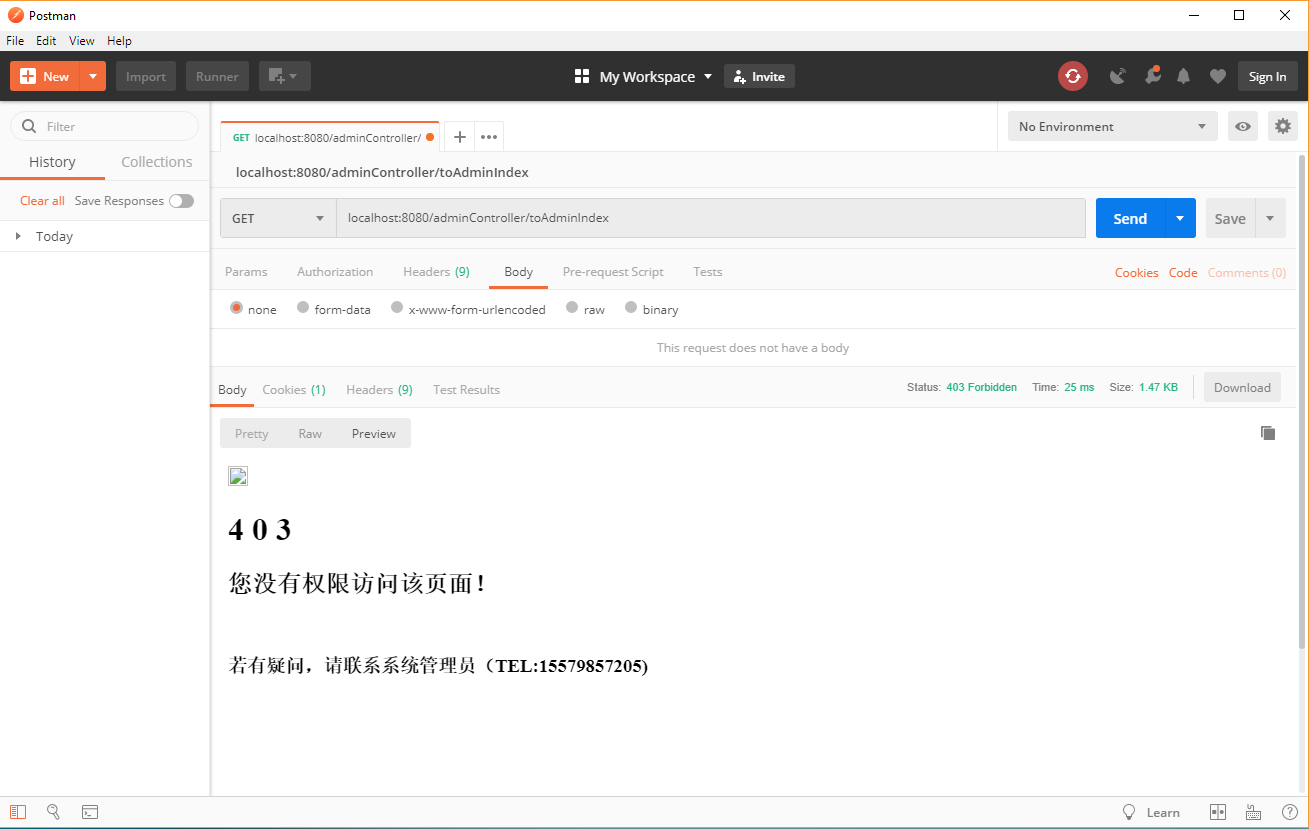 Postman
File Edit View Help
New Import Runner My Workspace Invite Sign In
Filter
History Collections
Clear all Save Responses
Today
GET localhost:8080/adminController/
No Environment
localhost:8080/adminController/toAdminIndex
GET localhost:8080/adminController/toAdminIndex Send Save
Params Authorization Headers (9) Body Pre-request Script Tests Cookies Code Comments (0)
none form-data x-www-form-urlencoded raw binary
This request does not have a body
Body Cookies (1) Headers (9) Test Results Status: 403 Forbidden Time: 25 ms Size: 1.47 KB Download
Pretty Raw Preview
4 0 3
您没有权限访问该页面！
若有疑问，请联系系统管理员（TEL:15579857205)
Learn